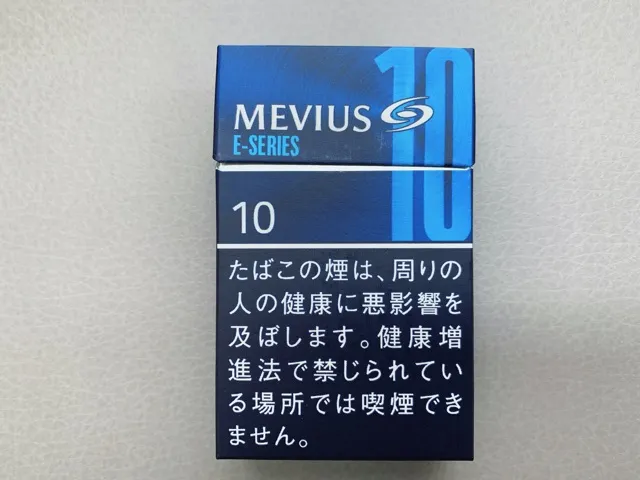 MEVIUS
E-SERIES
10
10
たばこの煙は、周りの
人の健康に悪影響を
及ぼします。健康増
進法で禁じられてい
る場所では喫煙でき
ません。